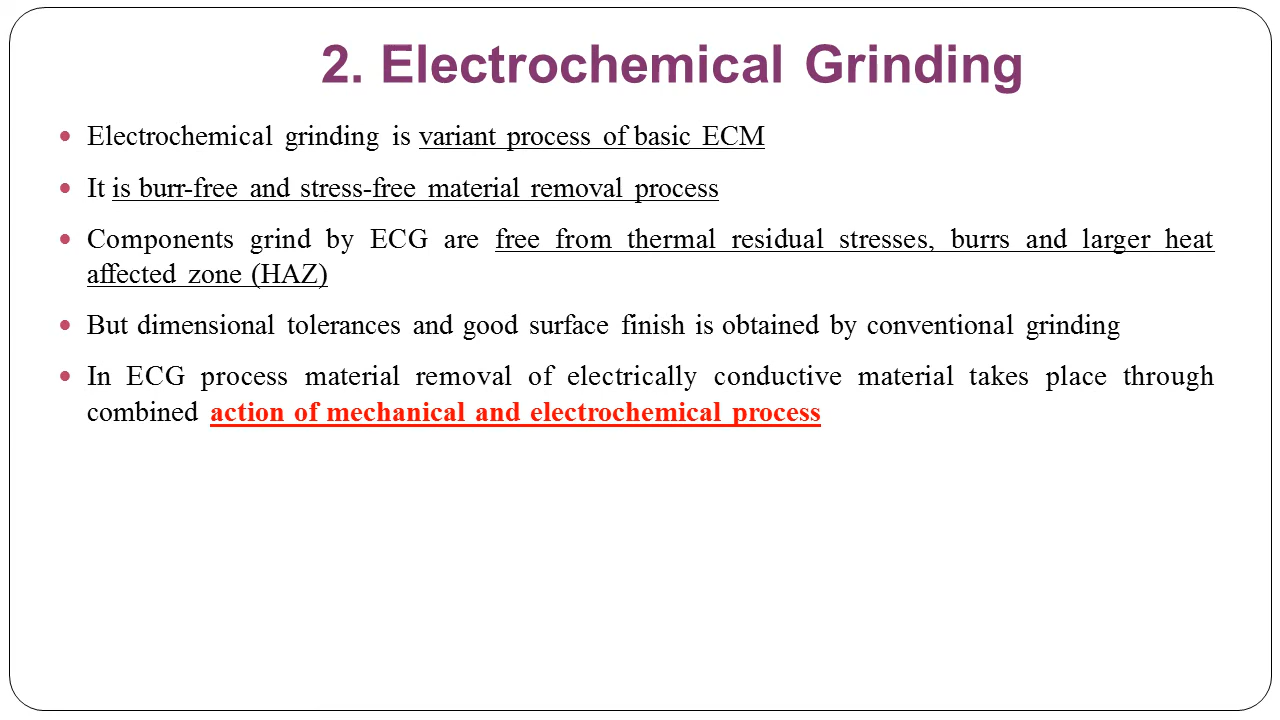 2. Electrochemical Grinding
• Electrochemical grinding is variant process of basic ECM
• It is burr-free and stress-free material removal process
• Components grind by ECG are free from thermal residual stresses, burrs and larger heat
affected zone (HAZ)
• But dimensional tolerances and good surface finish is obtained by conventional grinding
• In ECG process material removal of electrically conductive material takes place through
combined action of mechanical and electrochemical process